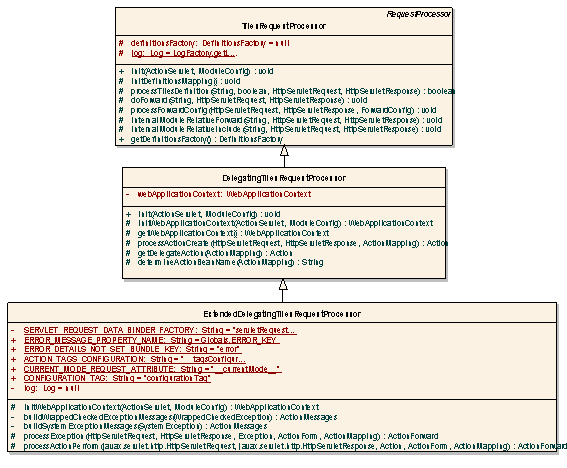 RequestProcessor
TilesRequestProcessor
# definitionsFactory: DefinitionsFactory = null
# log: Log = LogFactory.getL...
+ init(ActionServlet, ModuleConfig) : void
# initDefinitionsMapping() : void
# processTilesDefinition(String, boolean, HttpServletRequest, HttpServletResponse) : boolean
# doForward(String, HttpServletRequest, HttpServletResponse) : void
# processForwardConfig(HttpServletRequest, HttpServletResponse, ForwardConfig) : void
# internalModuleRelativeForward(String, HttpServletRequest, HttpServletResponse) : void
# internalModuleRelativeInclude(String, HttpServletRequest, HttpServletResponse) : void
+ getDefinitionsFactory() : DefinitionsFactory
DelegatingTilesRequestProcessor
- webApplicationContext: WebApplicationContext
+ init(ActionServlet, ModuleConfig) : void
# initWebApplicationContext(ActionServlet, ModuleConfig) : WebApplicationContext
# getWebApplicationContext() : WebApplicationContext
# processActionCreate(HttpServletRequest, HttpServletResponse, ActionMapping) : Action
# getDelegateAction(ActionMapping) : Action
# determineActionBeanName(ActionMapping) : String
ExtendedDelegatingTilesRequestProcessor
- SERVLET_REQUEST_DATA_BINDER_FACTORY: String = "servletRequest...
+ ERROR_MESSAGE_PROPERTY_NAME: String = Globals.ERROR_KEY
+ ERROR_DETAILS_NOT_SET_BUNDLE_KEY: String = "error"
+ ACTION_TAGS_CONFIGURATION: String = "__tagsConfigur...
+ CURRENT_MODE_REQUEST_ATTRIBUTE: String = "__currentMode__"
+ CONFIGURATION_TAG: String = "configurationTag"
- log: Log = null
# initWebApplicationContext(ActionServlet, ModuleConfig) : WebApplicationContext
- buildWrappedCheckedExceptionMessages(WrappedCheckedException) : ActionMessages
- buildSystemExceptionMessages(SystemException) : ActionMessages
# processException(HttpServletRequest, HttpServletResponse, Exception, ActionForm, ActionMapping) : ActionForward
# processActionPerform(javax.servlet.http.HttpServletRequest, javax.servlet.http.HttpServletResponse, Action, ActionForm, ActionMapping) : ActionForward